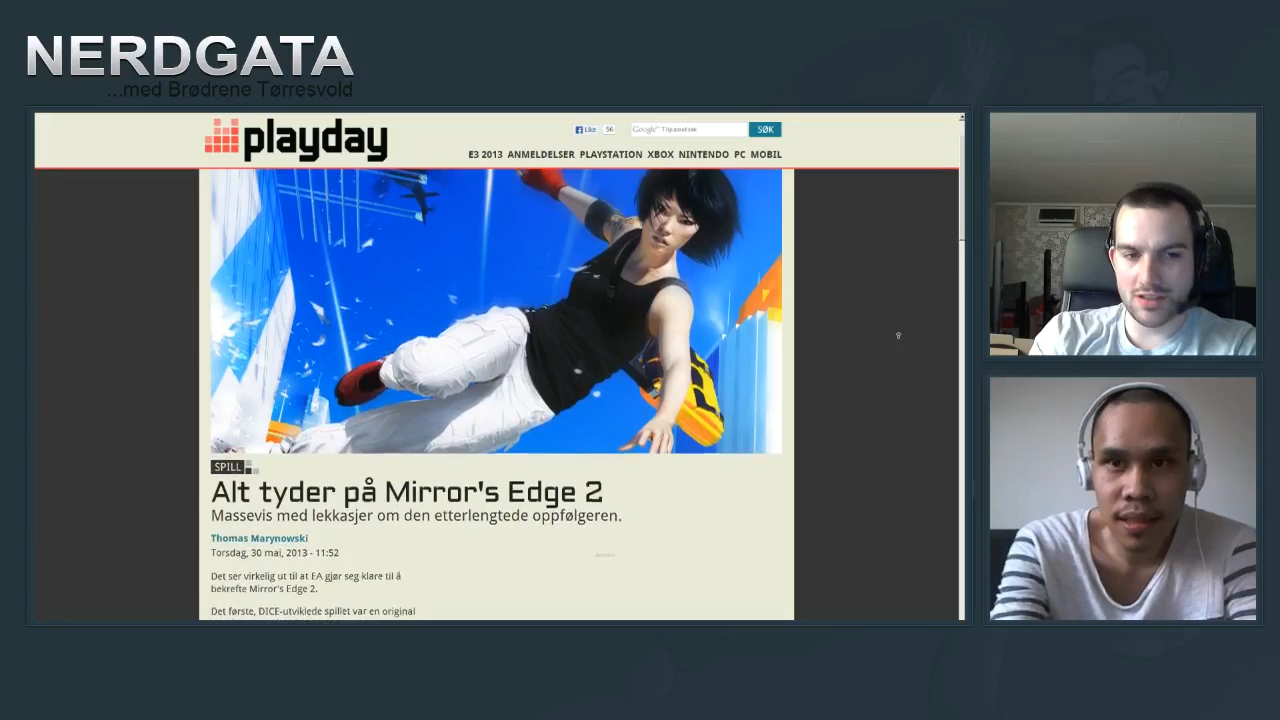 NERDGATA
...med Brødrene Tørresvold
playday
Like 56
Google Tilpasset søk
SØK
E3 2013 ANMELDELSER PLAYSTATION XBOX NINTENDO PC MOBIL
SPILL
Alt tyder på Mirror's Edge 2
Massevis med lekkasjer om den etterlengtede oppfølgeren.
Thomas Marynowski
Torsdag, 30 mai, 2013 - 11:52
Det ser virkelig ut til at EA gjør seg klare til å
bekrefte Mirror's Edge 2.
Det første, DICE-utviklede spillet var en original